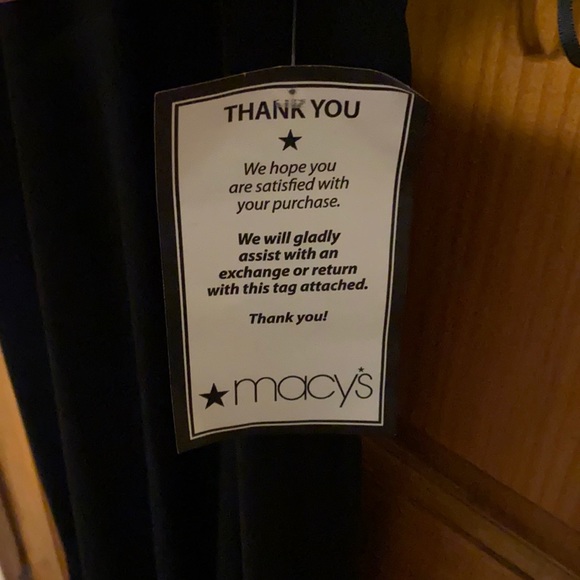 THANK YOU
We hope you
are satisfied with
your purchase.
We will gladly
assist with an
exchange or return
with this tag attached.
Thank you!
macy's